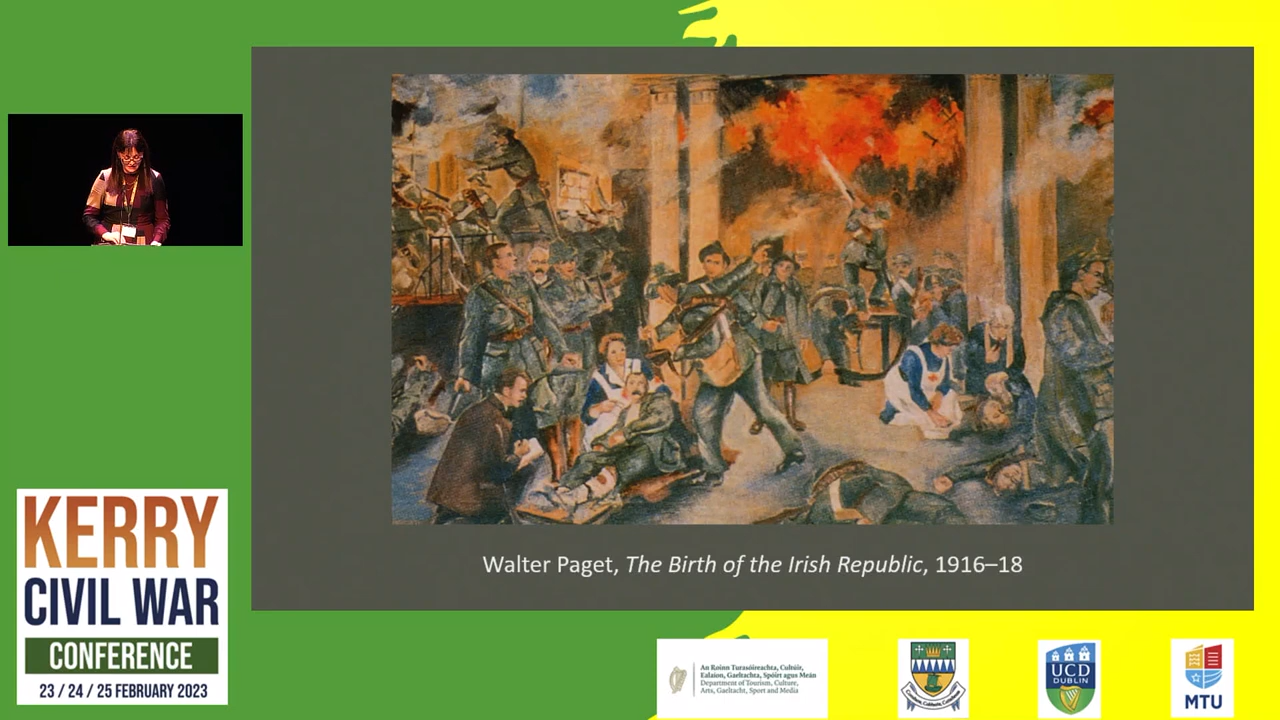 Walter Paget, The Birth of the Irish Republic, 1916–18
KERRY
CIVIL WAR
CONFERENCE
23 / 24 / 25 FEBRUARY 2023
An Roinn Turasóireachta, Cultúir,
Ealaíon, Gaeltachta, Spóirt agus Meán
Department of Tourism, Culture,
Arts, Gaeltacht, Sport and Media
UCD
DUBLIN
MTU